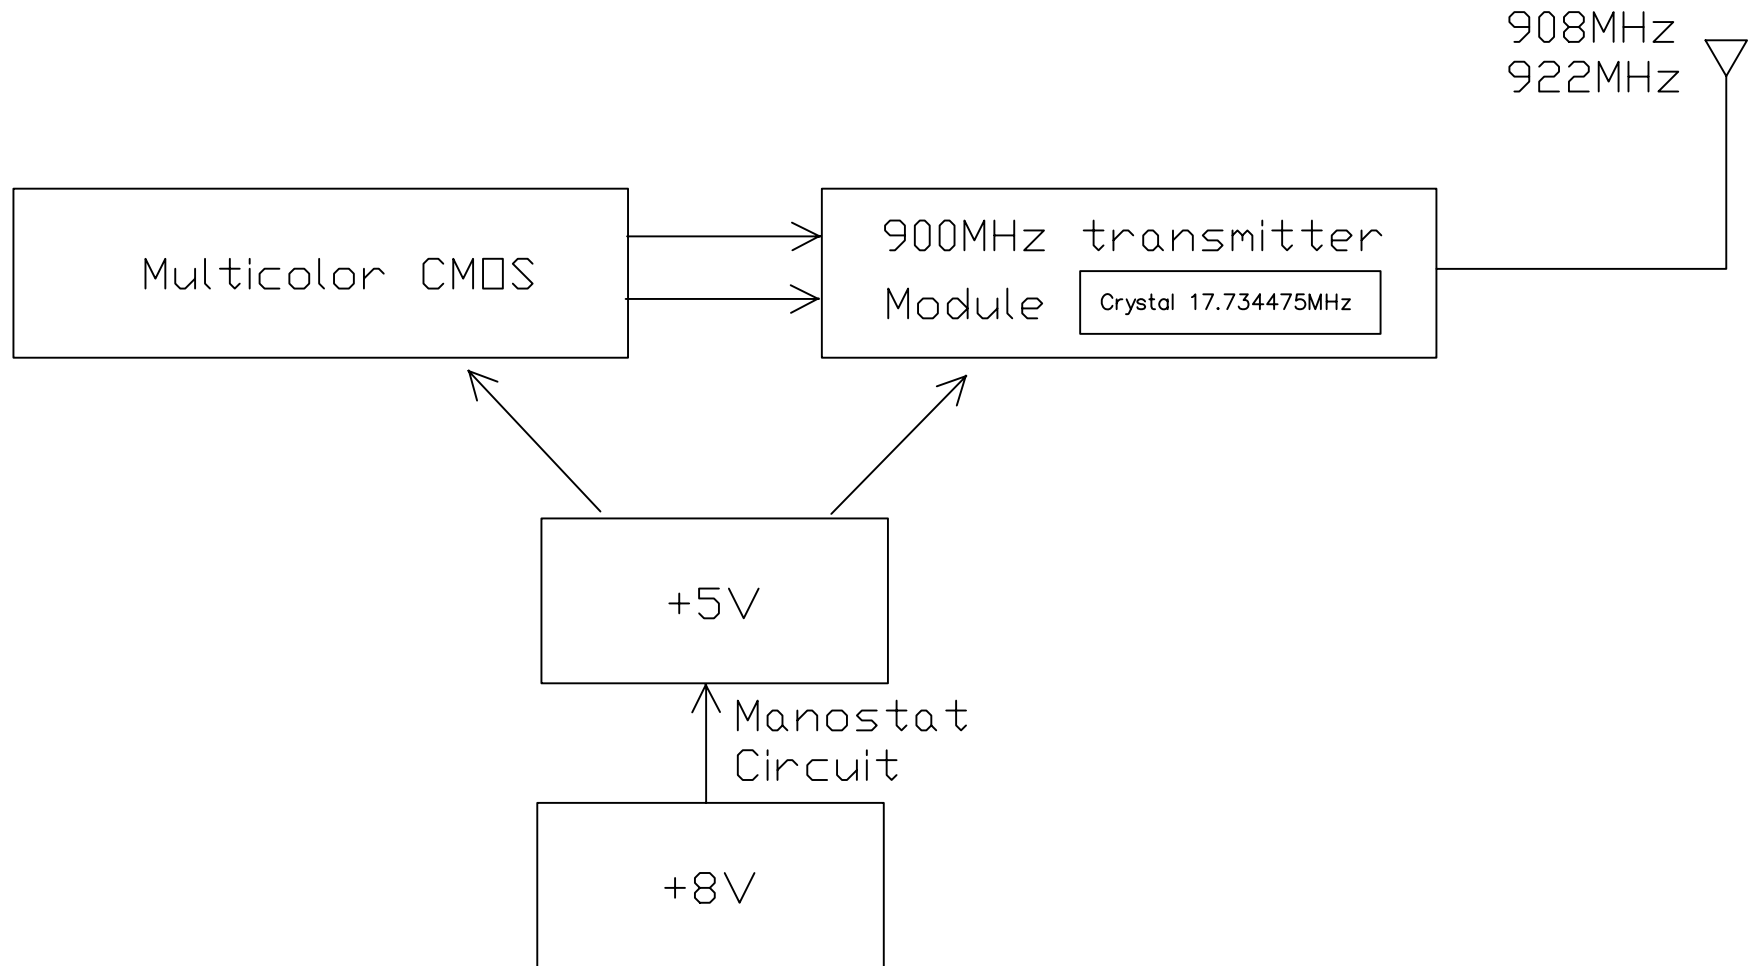 908MHz
922MHz
Multicolor CMOS
900MHz transmitter
Module
Crystal 17.734475MHz
+5V
Manostat
Circuit
+8V